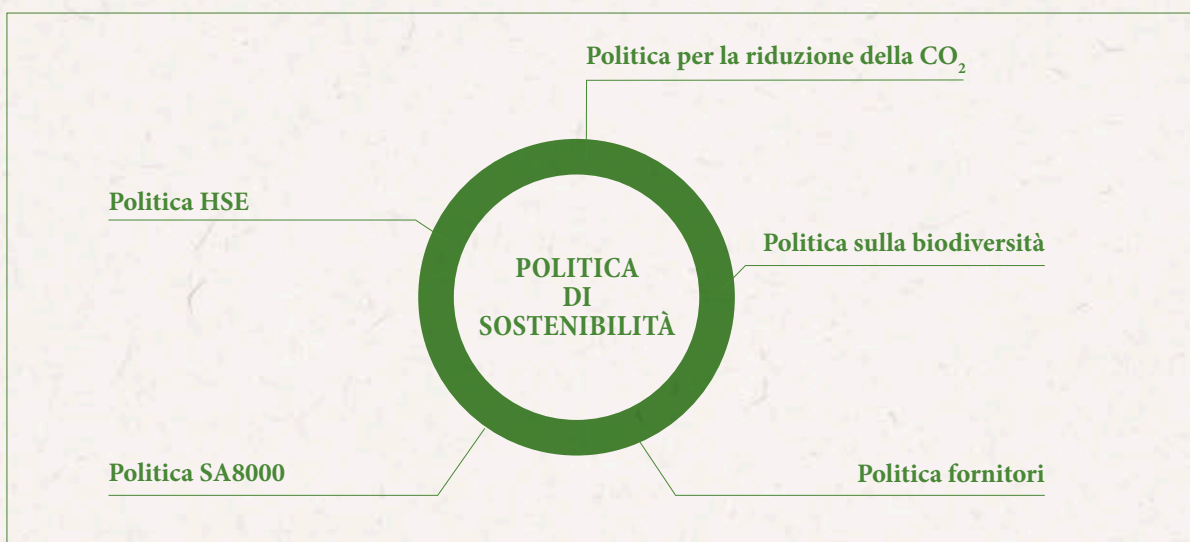 Politica per la riduzione della CO₂
Politica HSE
Politica sulla biodiversità
POLITICA
DI
SOSTENIBILITÀ
Politica SA8000
Politica fornitori